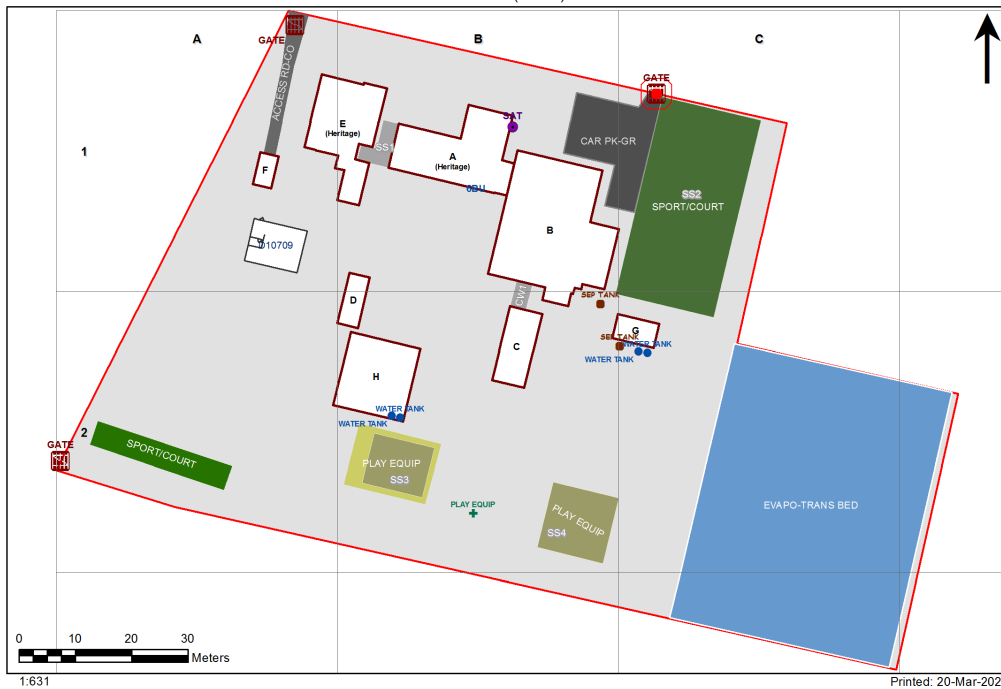 A
B
C
GATE
ACCESS RD-CO
GATE
E
(Heritage)
SAT
CAR PK-GR
SS1
A
(Heritage)
1
F
SS2
SPORT/COURT
B
D10709
CW1
SEP TANK
D
G
SEP TANK
WATER TANK
WATER TANK
C
H
WATER TANK
WATER TANK
2
GATE
SPORT/COURT
PLAY EQUIP
SS3
PLAY EQUIP
PLAY EQUIP
SS4
EVAPO-TRANS BED
0 10 20 30
Meters
1:631
Printed: 20-Mar-202